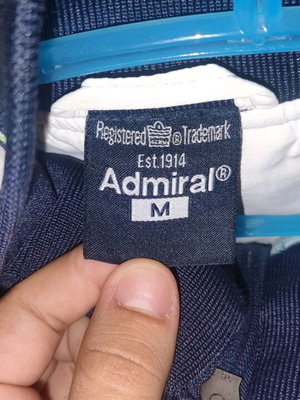 Registered ® Trademark
Est.1914
Admiral®
M